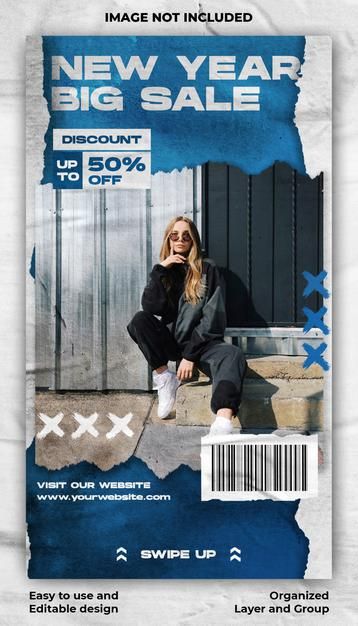 IMAGE NOT INCLUDED
NEW YEAR
BIG SALE
DISCOUNT
UP TO
50% OFF
VISIT OUR WEBSITE
www.yourwebsite.com
SWIPE UP
Easy to use and
Editable design
Organized
Layer and Group